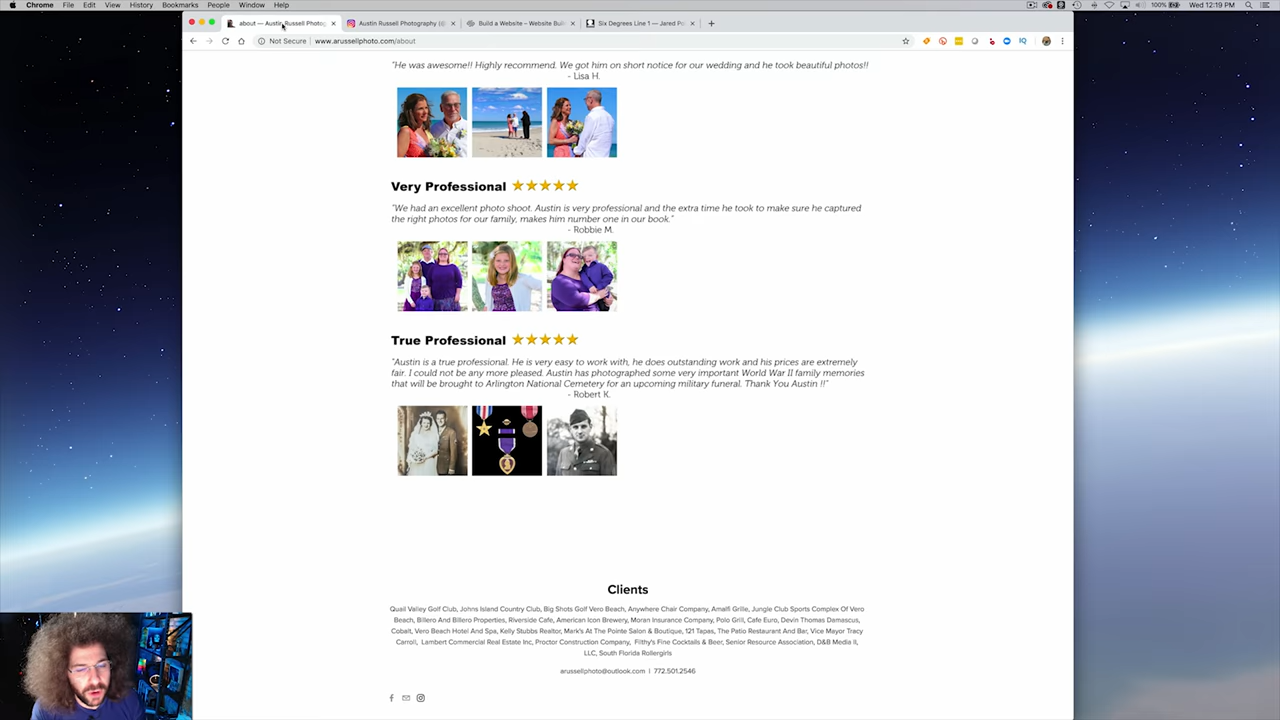 Chrome File Edit View History Bookmarks People Window Help
100% Wed 12:19 PM
about — Austin Russell Photog
Austin Russell Photography (@
Build a Website – Website Buil
Six Degrees Line 1 — Jared Po
Not Secure | www.arussellphoto.com/about
"He was awesome!! Highly recommend. We got him on short notice for our wedding and he took beautiful photos!!
- Lisa H.
Very Professional
"We had an excellent photo shoot. Austin is very professional and the extra time he took to make sure he captured
the right photos for our family, makes him number one in our book."
- Robbie M.
True Professional
"Austin is a true professional. He is very easy to work with, he does outstanding work and his prices are extremely
fair. I could not be any more pleased. Austin has photographed some very important World War II family memories
that will be brought to Arlington National Cemetery for an upcoming military funeral. Thank You Austin !!"
- Robert K.
Clients
Quail Valley Golf Club, Johns Island Country Club, Big Shots Golf Vero Beach, Anywhere Chair Company, Amalfi Grille, Jungle Club Sports Complex Of Vero
Beach, Billero And Billero Properties, Riverside Cafe, American Icon Brewery, Moran Insurance Company, Polo Grill, Cafe Euro, Devin Thomas Damascus,
Cobalt, Vero Beach Hotel And Spa, Kelly Stubbs Realtor, Mark's At The Pointe Salon & Boutique, 121 Tapas, The Patio Restaurant And Bar, Vice Mayor Tracy
Carroll, Lambert Commercial Real Estate Inc, Proctor Construction Company, Filthy's Fine Cocktails & Beer, Senior Resource Association, D&B Media II,
LLC, South Florida Rollergirls
arussellphoto@outlook.com | 772.501.2546